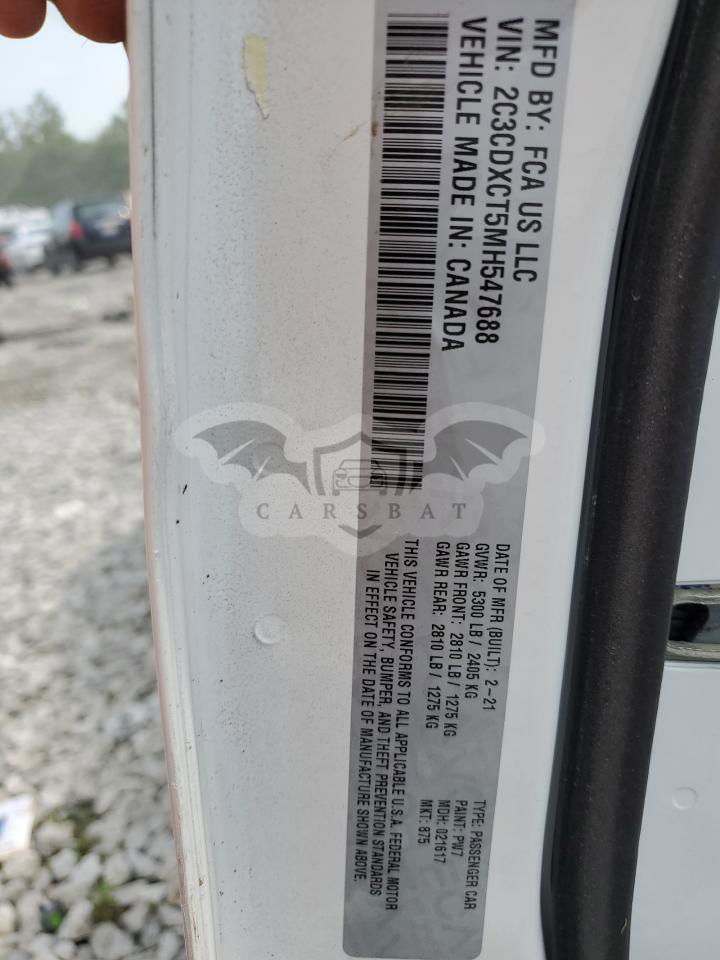 MFD BY: FCA US LLC
VIN: 2C3CDXCT5MH547688
VEHICLE MADE IN: CANADA
DATE OF MFR (BUILT): 2-21
GVWR: 5300 LB / 2405 KG
GAWR FRONT: 2810 LB / 1275 KG
GAWR REAR: 2810 LB / 1275 KG
THIS VEHICLE CONFORMS TO ALL APPLICABLE U.S.A. FEDERAL MOTOR
VEHICLE SAFETY, BUMPER, AND THEFT PREVENTION STANDARDS
IN EFFECT ON THE DATE OF MANUFACTURE SHOWN ABOVE.
TYPE: PASSENGER CAR
PAINT: PW7
MDH: 021617
MKT: 875
CARSBAT